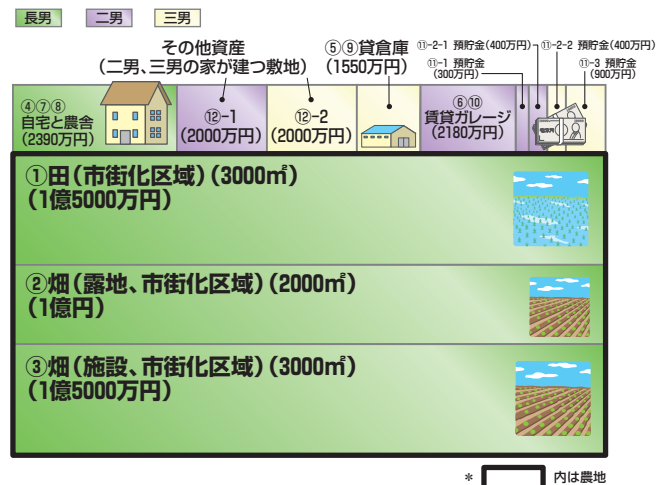 長男 二男 三男
その他資産
(二男、三男の家が建つ敷地)
⑤⑨貸倉庫
(1550万円)
⑪-2-1 預貯金(400万円)
⑪-2-2 預貯金(400万円)
⑪-1 預貯金
(300万円)
⑪-3 預貯金
(900万円)
④⑦⑧
自宅と農舎
(2390万円)
⑫-1
(2000万円)
⑫-2
(2000万円)
⑥⑩
賃貸ガレージ
(2180万円)
①田(市街化区域)(3000㎡)
(1億5000万円)
②畑(露地、市街化区域)(2000㎡)
(1億円)
③畑(施設、市街化区域)(3000㎡)
(1億5000万円)
* 内は農地